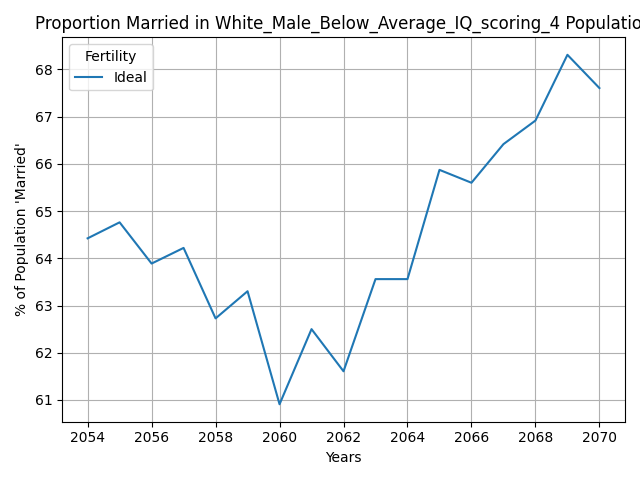 Proportion Married in White_Male_Below_Average_IQ_scoring_4 Populatio
Fertility
Ideal
% of Population 'Married'
68
67
66
65
64
63
62
61
2054 2056 2058 2060 2062 2064 2066 2068 2070
Years